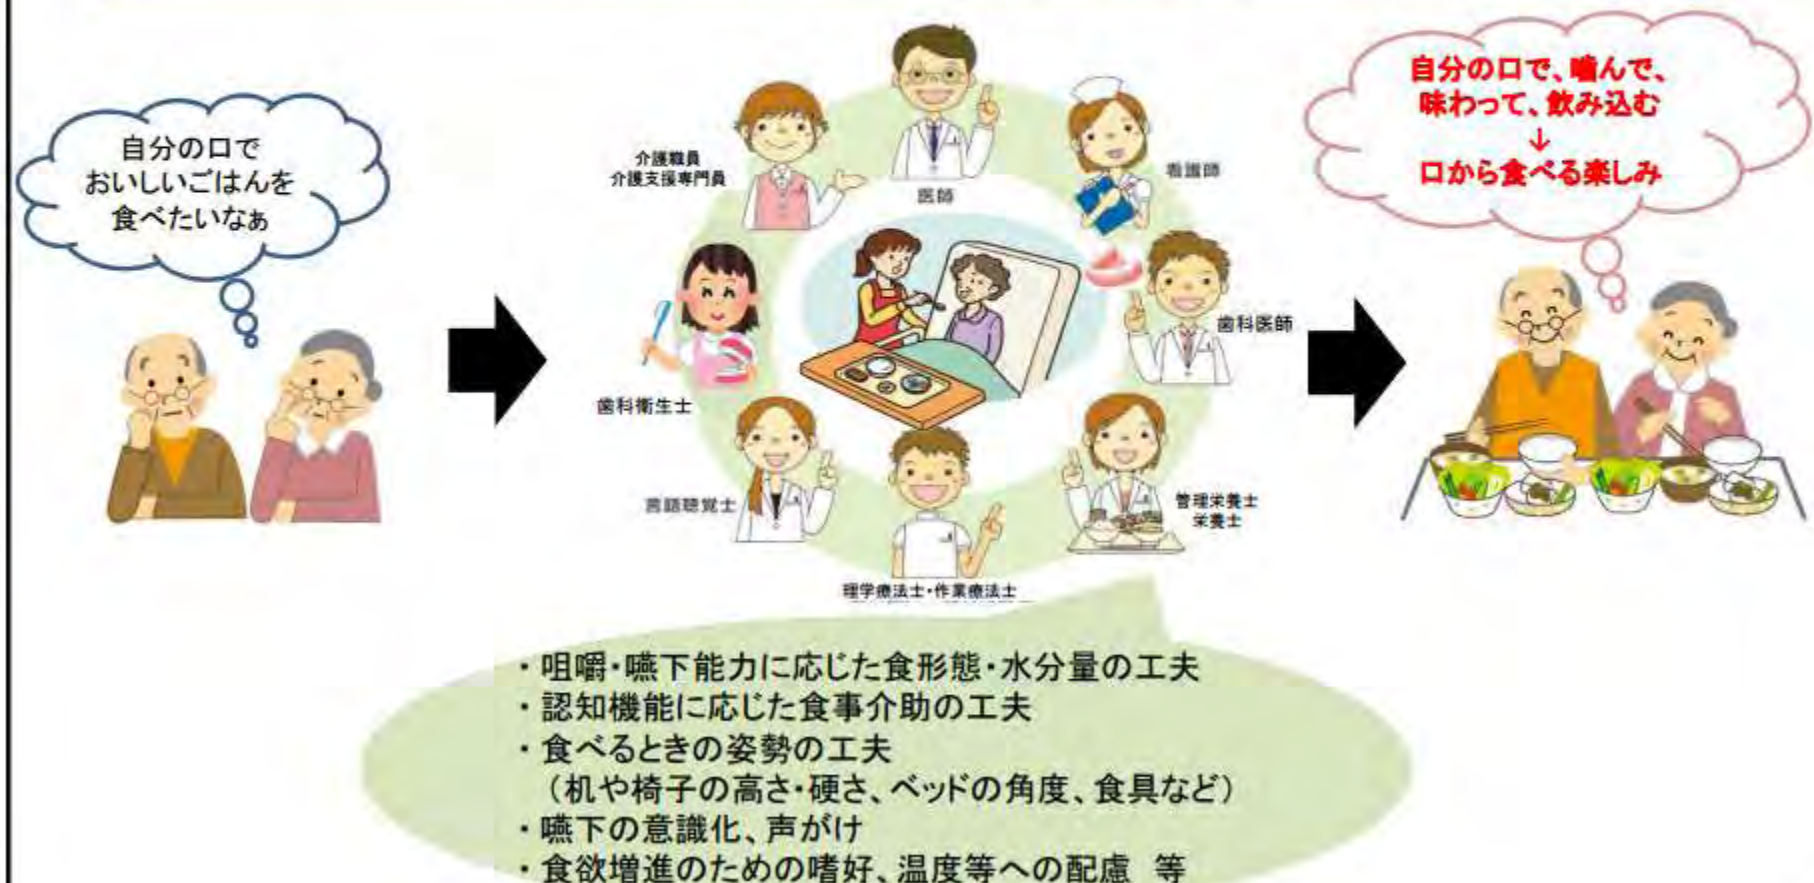 自分の口で
おいしいごはんを
食べたいなぁ
介護職員
介護支援専門員
医師
看護師
歯科医師
歯科衛生士
言語聴覚士
管理栄養士
栄養士
理学療法士・作業療法士
自分の口で、噛んで、
味わって、飲み込む
↓
口から食べる楽しみ
・咀嚼・嚥下能力に応じた食形態・水分量の工夫
・認知機能に応じた食事介助の工夫
・食べるときの姿勢の工夫
（机や椅子の高さ・硬さ、ベッドの角度、食具など）
・嚥下の意識化、声がけ
・食欲増進のための嗜好、温度等への配慮 等